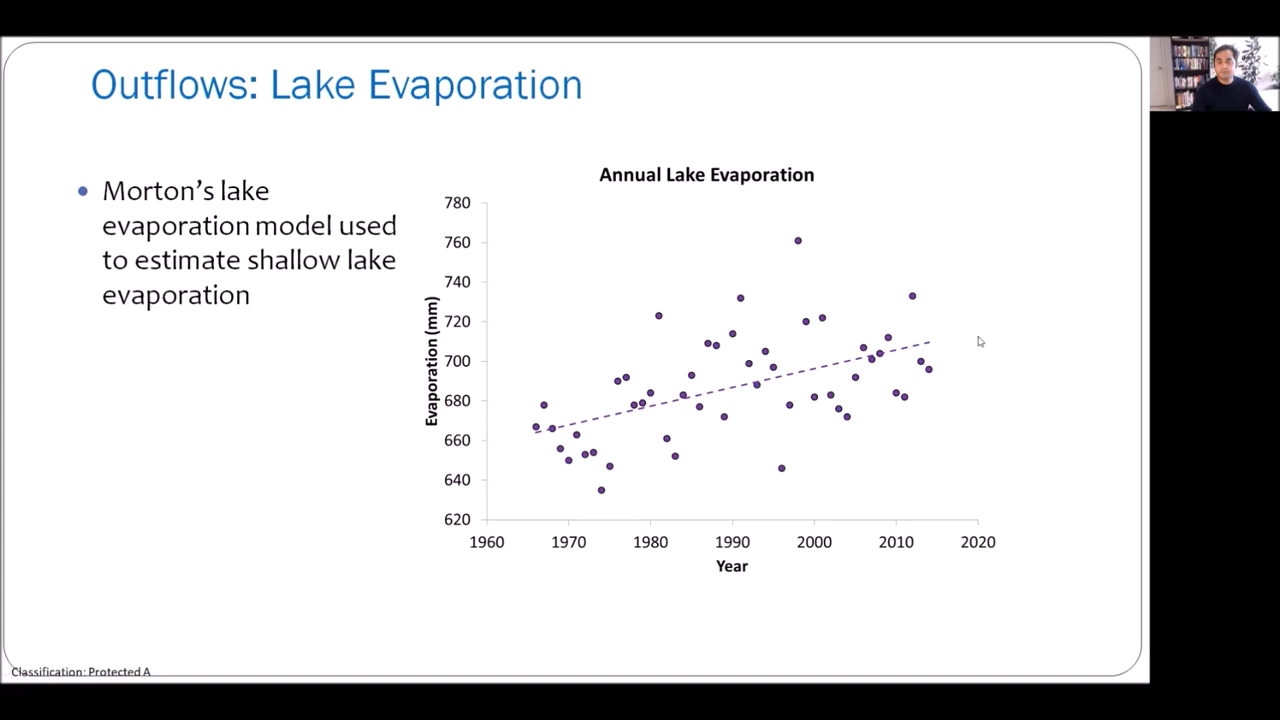 Outflows: Lake Evaporation
• Morton's lake
evaporation model used
to estimate shallow lake
evaporation
Annual Lake Evaporation
780
760
740
720
700
680
660
640
620
Evaporation (mm)
1960 1970 1980 1990 2000 2010 2020
Year
Classification: Protected A